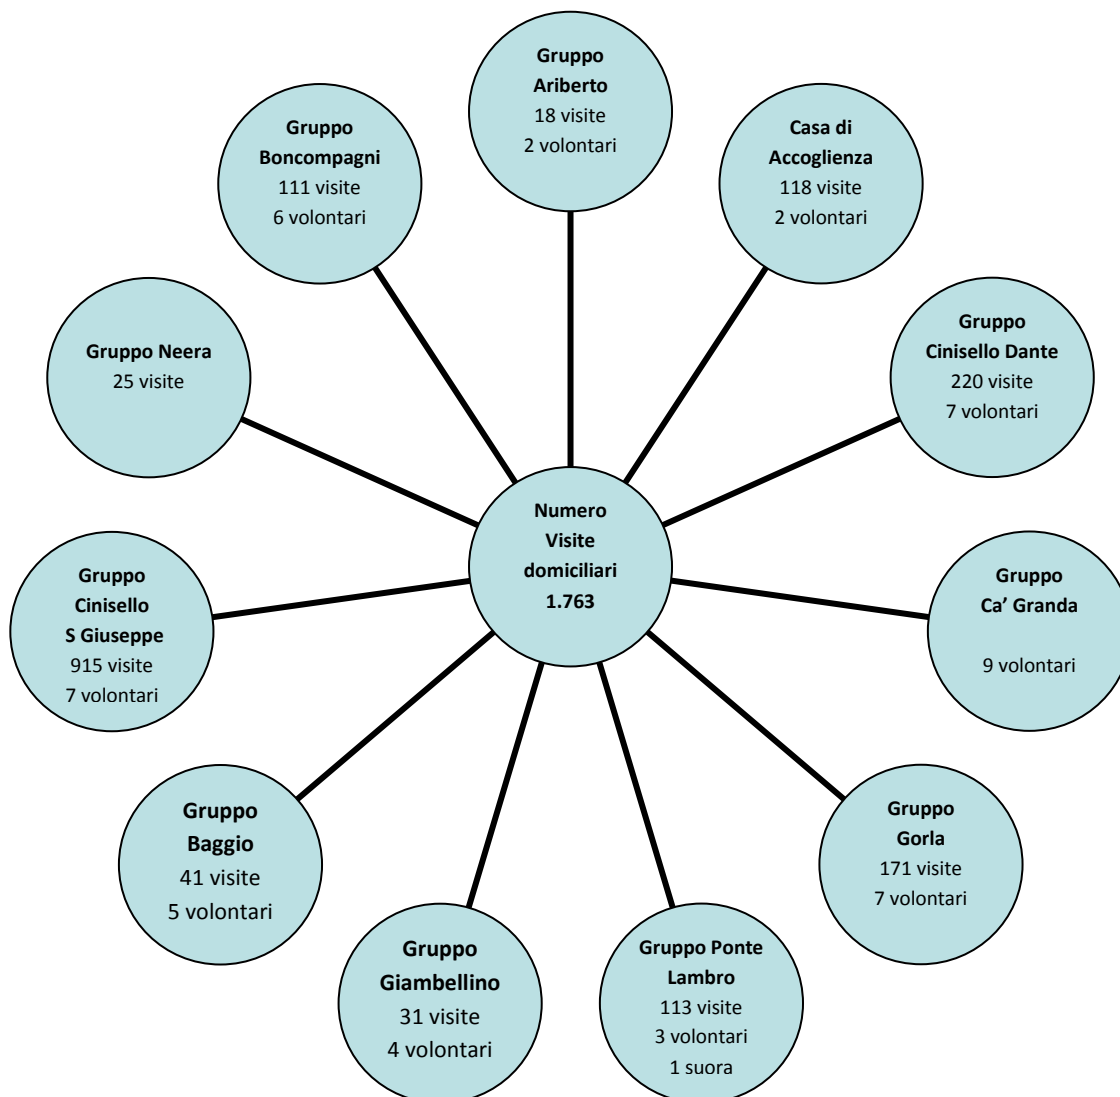 Gruppo
Ariberto
18 visite
2 volontari
Casa di
Accoglienza
118 visite
2 volontari
Gruppo
Cinisello Dante
220 visite
7 volontari
Gruppo
Ca’ Granda
9 volontari
Gruppo
Gorla
171 visite
7 volontari
Gruppo Ponte
Lambro
113 visite
3 volontari
1 suora
Gruppo
Giambellino
31 visite
4 volontari
Gruppo
Baggio
41 visite
5 volontari
Gruppo
Cinisello
S Giuseppe
915 visite
7 volontari
Gruppo Neera
25 visite
Gruppo
Boncompagni
111 visite
6 volontari
Numero
Visite
domiciliari
1.763